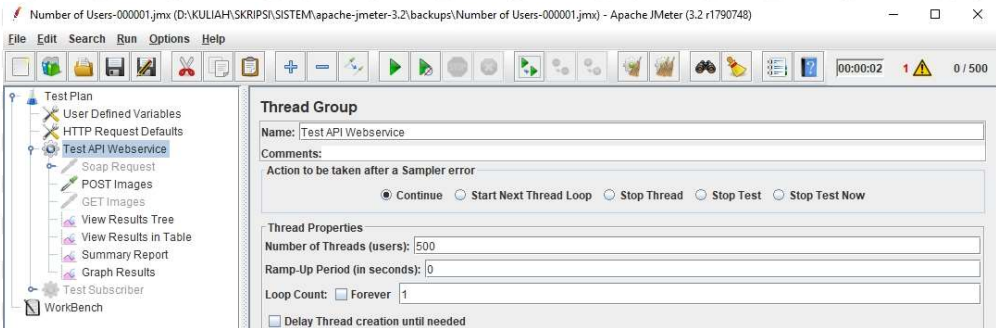 Number of Users-000001.jmx (D:\KULIAH\SKRIPSI\SISTEM\apache-jmeter-3.2\backups\Number of Users-000001.jmx) - Apache JMeter (3.2 r1790748)
File Edit Search Run Options Help
00:00:02 1 0 / 500
Test Plan
User Defined Variables
HTTP Request Defaults
Test API Webservice
Soap Request
POST Images
GET Images
View Results Tree
View Results in Table
Summary Report
Graph Results
Test Subscriber
WorkBench
Thread Group
Name: Test API Webservice
Comments:
Action to be taken after a Sampler error
Continue Start Next Thread Loop Stop Thread Stop Test Stop Test Now
Thread Properties
Number of Threads (users): 500
Ramp-Up Period (in seconds): 0
Loop Count: Forever 1
Delay Thread creation until needed